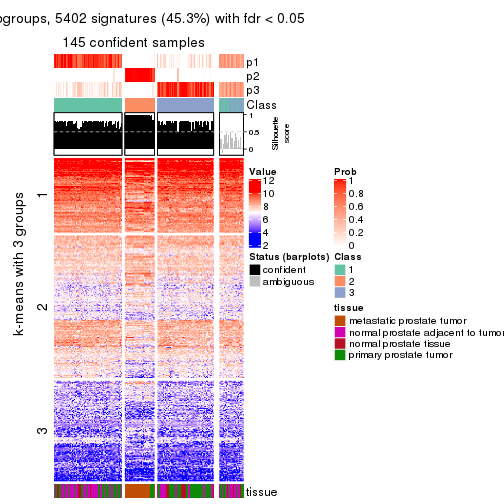 ogroups, 5402 signatures (45.3%) with fdr < 0.05
145 confident samples
p1
p2
p3
Class
1
0.5
0
Silhouette
score
k-means with 3 groups
1
2
3
tissue
Value
12
10
8
6
4
2
Prob
1
0.8
0.6
0.4
0.2
0
Status (barplots)
confident
ambiguous
Class
1
2
3
tissue
metastatic prostate tumor
normal prostate adjacent to tumor
normal prostate tissue
primary prostate tumor